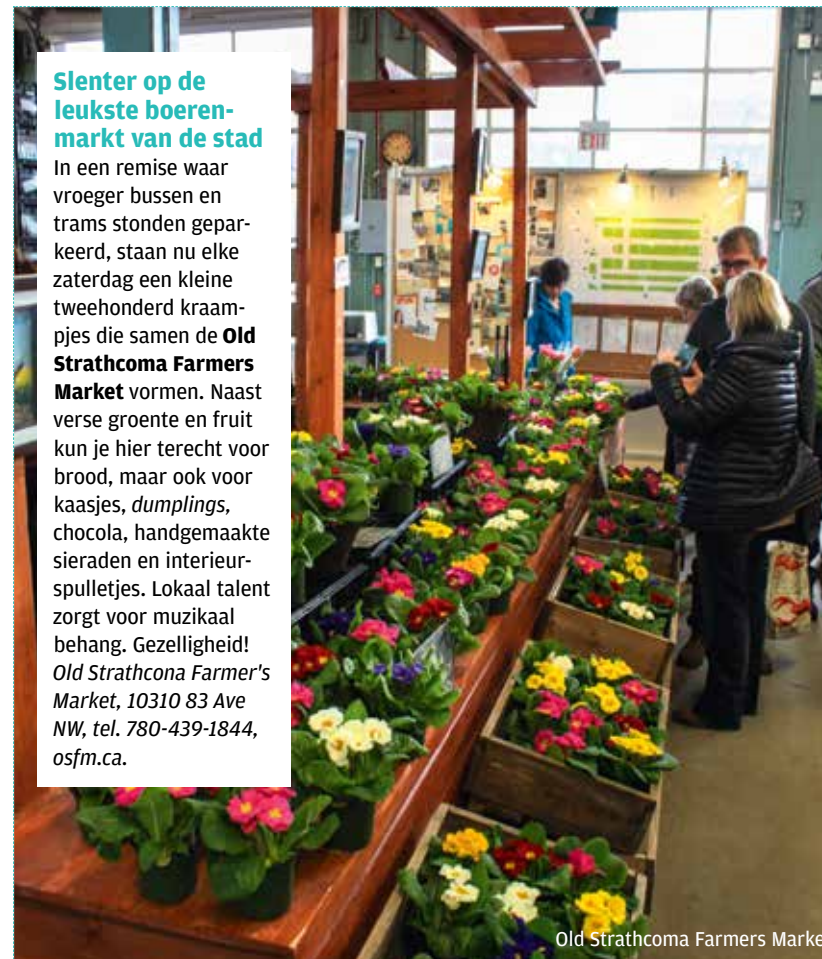 Slenter op de
leukste boeren-
markt van de stad
In een remise waar
vroeger bussen en
trams stonden gepar-
keerd, staan nu elke
zaterdag een kleine
tweehonderd kraam-
pjes die samen de Old
Strathcoma Farmers
Market vormen. Naast
verse groente en fruit
kun je hier terecht voor
brood, maar ook voor
kaasjes, dumplings,
chocola, handgemaakte
sieraden en interieur-
spulletjes. Lokaal talent
zorgt voor muzikaal
behang. Gezelligheid!
Old Strathcona Farmer's
Market, 10310 83 Ave
NW, tel. 780-439-1844,
osfm.ca.
EXIT
Old Strathcoma Farmers Marke